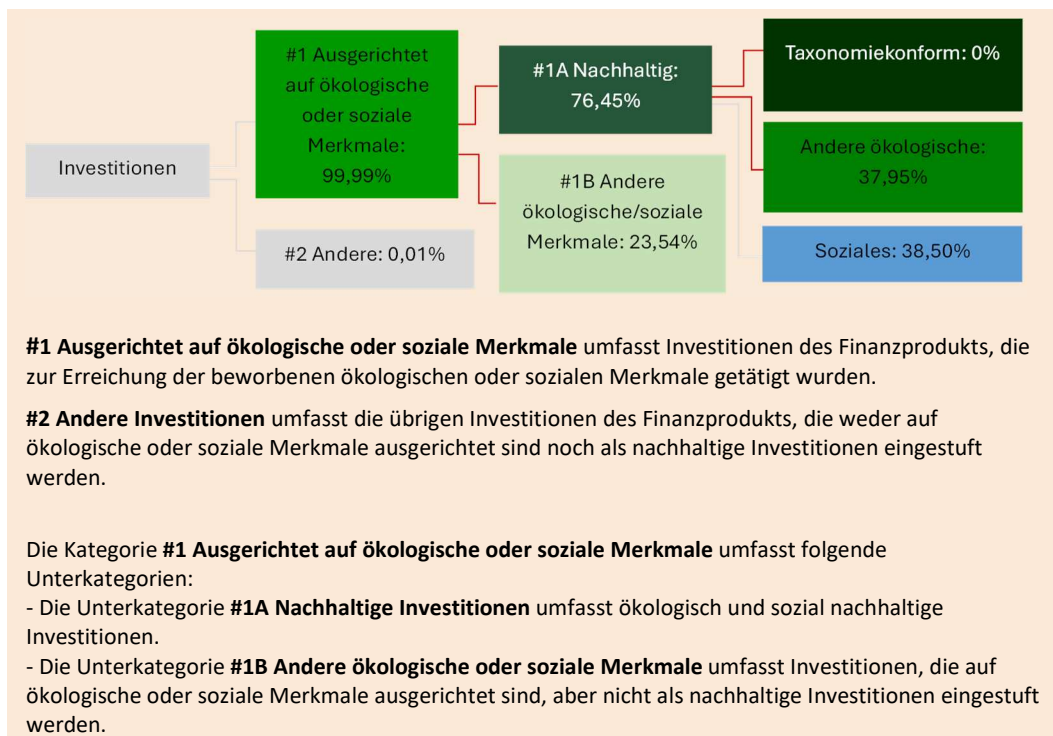 Investitionen
#1 Ausgerichtet
auf ökologische
oder soziale
Merkmale:
99,99%
#2 Andere: 0,01%
#1A Nachhaltig:
76,45%
#1B Andere
ökologische/soziale
Merkmale: 23,54%
Taxonomiekonform: 0%
Andere ökologische:
37,95%
Soziales: 38,50%
#1 Ausgerichtet auf ökologische oder soziale Merkmale umfasst Investitionen des Finanzprodukts, die
zur Erreichung der beworbenen ökologischen oder sozialen Merkmale getätigt wurden.
#2 Andere Investitionen umfasst die übrigen Investitionen des Finanzprodukts, die weder auf
ökologische oder soziale Merkmale ausgerichtet sind noch als nachhaltige Investitionen eingestuft
werden.
Die Kategorie #1 Ausgerichtet auf ökologische oder soziale Merkmale umfasst folgende
Unterkategorien:
- Die Unterkategorie #1A Nachhaltige Investitionen umfasst ökologisch und sozial nachhaltige
Investitionen.
- Die Unterkategorie #1B Andere ökologische oder soziale Merkmale umfasst Investitionen, die auf
ökologische oder soziale Merkmale ausgerichtet sind, aber nicht als nachhaltige Investitionen eingestuft
werden.